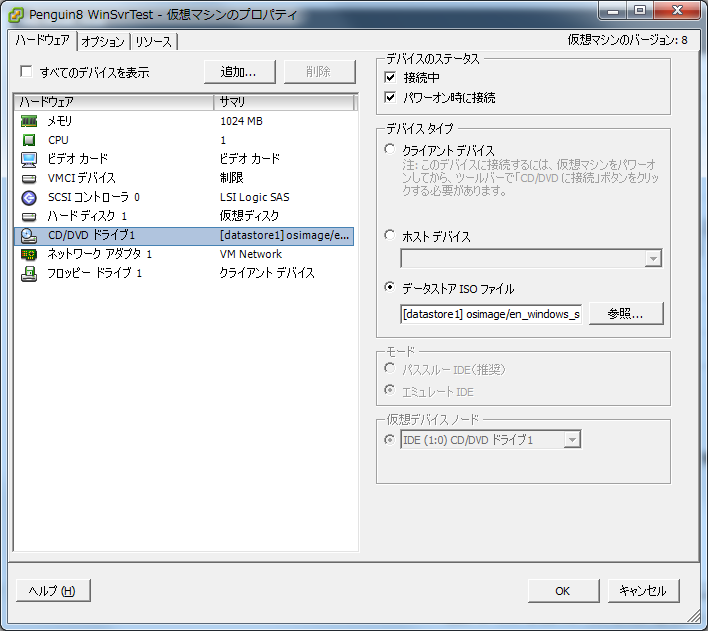 Penguin8 WinSvrTest - 仮想マシンのプロパティ
ハードウェア オプション リソース
仮想マシンのバージョン: 8
すべてのデバイスを表示
追加...
削除
ハードウェア サマリ
メモリ 1024 MB
CPU 1
ビデオ カード ビデオ カード
VMCI デバイス 制限
SCSI コントローラ 0 LSI Logic SAS
ハード ディスク 1 仮想ディスク
CD/DVD ドライブ1 [datastore1] osimage/e...
ネットワーク アダプタ 1 VM Network
フロッピー ドライブ 1 クライアント デバイス
デバイスのステータス
接続中
パワーオン時に接続
デバイス タイプ
クライアント デバイス
注: このデバイスに接続するには、仮想マシンをパワーオ
ンしてから、ツールバーで「CD/DVD に接続」ボタンをクリッ
クする必要があります。
ホスト デバイス
データストア ISO ファイル
[datastore1] osimage/en_windows_s
参照...
モード
パススルー IDE(推奨)
エミュレート IDE
仮想デバイス ノード
IDE (1:0) CD/DVD ドライブ1
ヘルプ (H)
OK
キャンセル